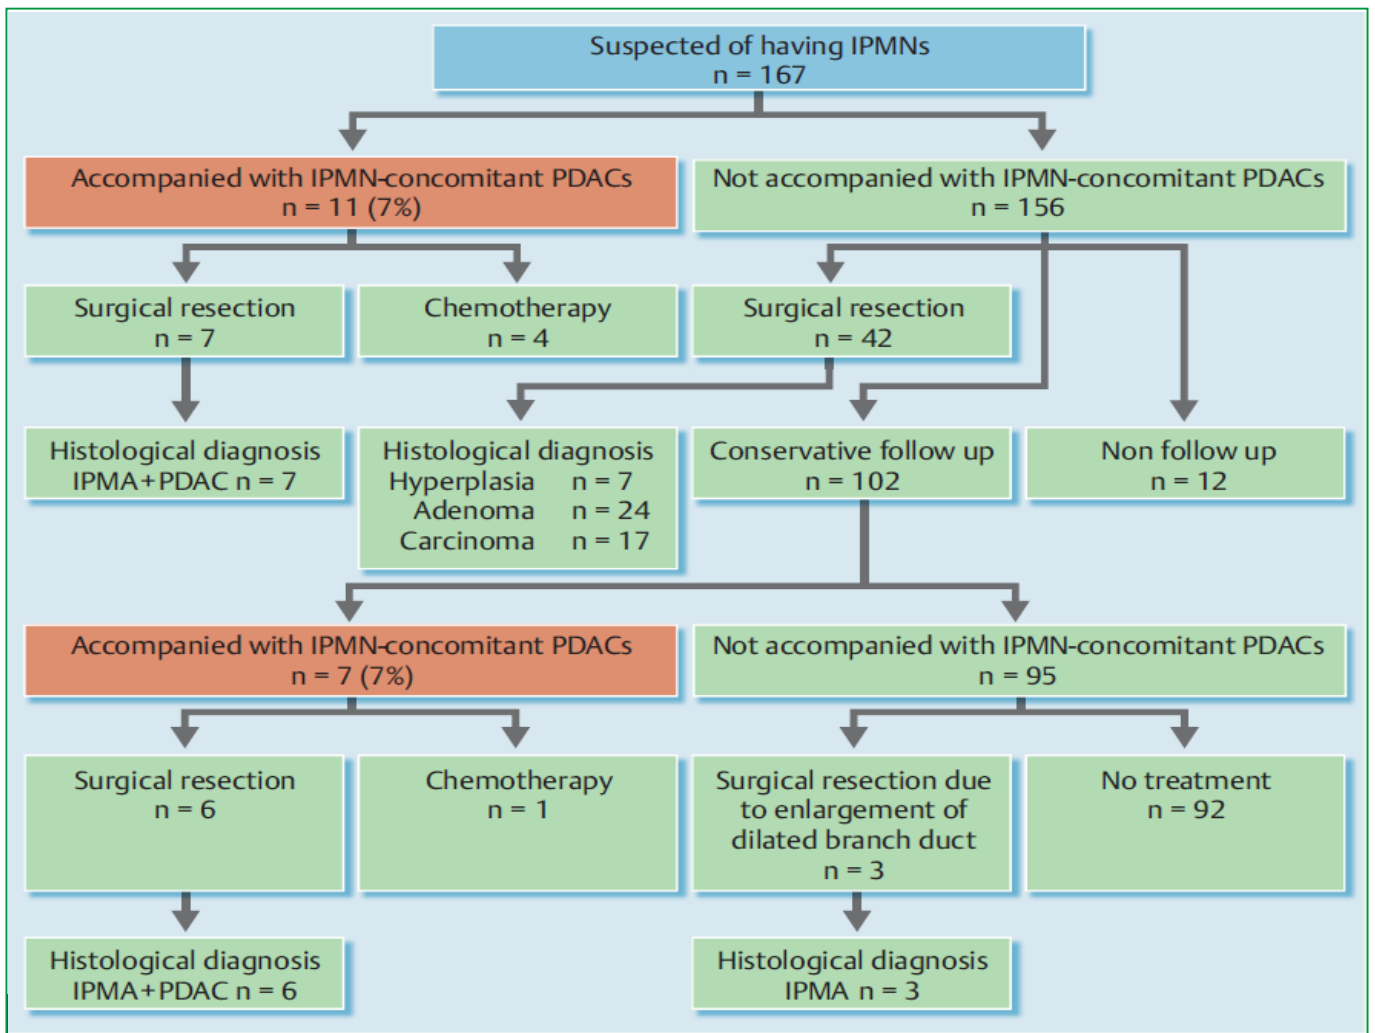 Suspected of having IPMNs
n = 167
Accompanied with IPMN-concomitant PDACs
n = 11 (7%)
Not accompanied with IPMN-concomitant PDACs
n = 156
Surgical resection
n = 7
Chemotherapy
n = 4
Surgical resection
n = 42
Histological diagnosis
IPMA+PDAC n = 7
Histological diagnosis
Hyperplasia n = 7
Adenoma n = 24
Carcinoma n = 17
Conservative follow up
n = 102
Non follow up
n = 12
Accompanied with IPMN-concomitant PDACs
n = 7 (7%)
Not accompanied with IPMN-concomitant PDACs
n = 95
Surgical resection
n = 6
Chemotherapy
n = 1
Surgical resection due
to enlargement of
dilated branch duct
n = 3
No treatment
n = 92
Histological diagnosis
IPMA+PDAC n = 6
Histological diagnosis
IPMA n = 3